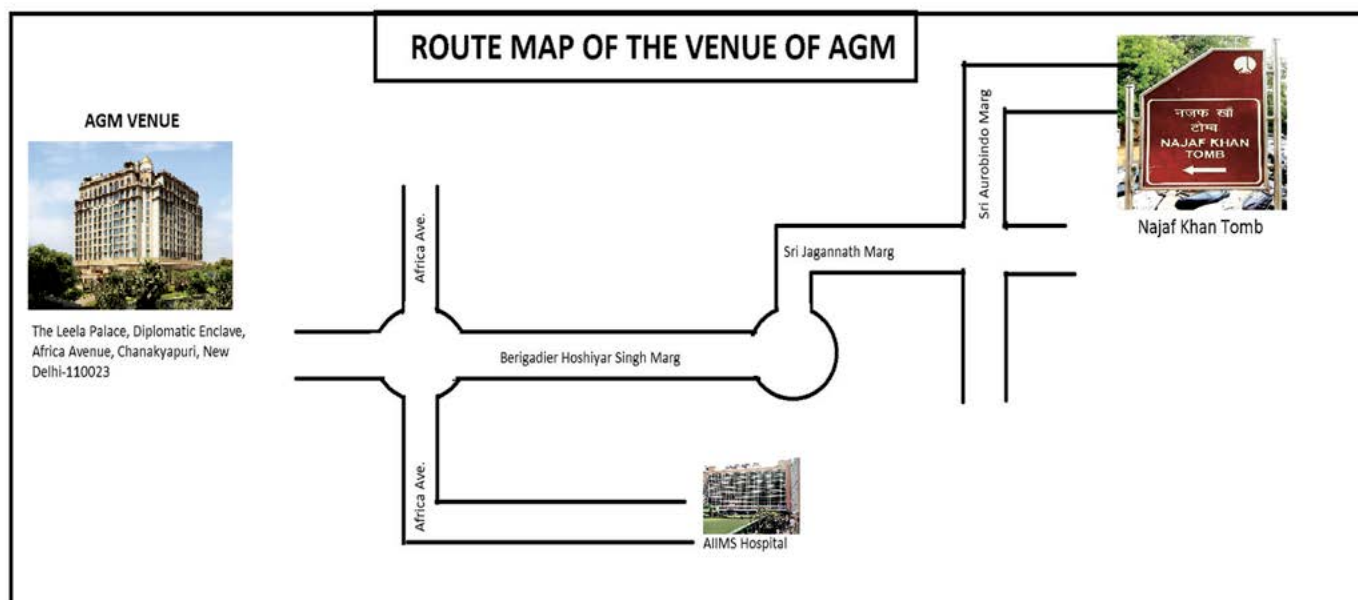 ROUTE MAP OF THE VENUE OF AGM
AGM VENUE
The Leela Palace, Diplomatic Enclave,
Africa Avenue, Chanakyapuri, New
Delhi-110023
Africa Ave.
Africa Ave.
Berigadier Hoshiyar Singh Marg
Sri Jagannath Marg
Sri Aurobindo Marg
नजफ खाँ
टोम्ब
NAJAF KHAN
TOMB
Najaf Khan Tomb
AIIMS Hospital